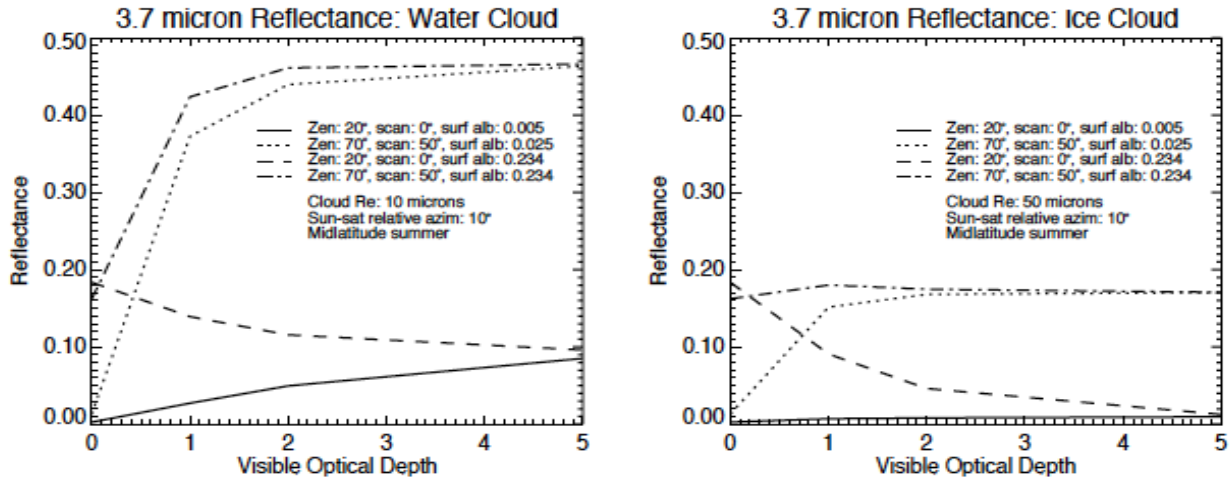 3.7 micron Reflectance: Water Cloud
0.50
0.40
0.30
0.20
0.10
0.00
Reflectance
Zen: 20°, scan: 0°, surf alb: 0.005
Zen: 70°, scan: 50°, surf alb: 0.025
Zen: 20°, scan: 0°, surf alb: 0.234
Zen: 70°, scan: 50°, surf alb: 0.234
Cloud Re: 10 microns
Sun-sat relative azim: 10°
Midlatitude summer
0 1 2 3 4 5
Visible Optical Depth
3.7 micron Reflectance: Ice Cloud
0.50
0.40
0.30
0.20
0.10
0.00
Reflectance
Zen: 20°, scan: 0°, surf alb: 0.005
Zen: 70°, scan: 50°, surf alb: 0.025
Zen: 20°, scan: 0°, surf alb: 0.234
Zen: 70°, scan: 50°, surf alb: 0.234
Cloud Re: 50 microns
Sun-sat relative azim: 10°
Midlatitude summer
0 1 2 3 4 5
Visible Optical Depth